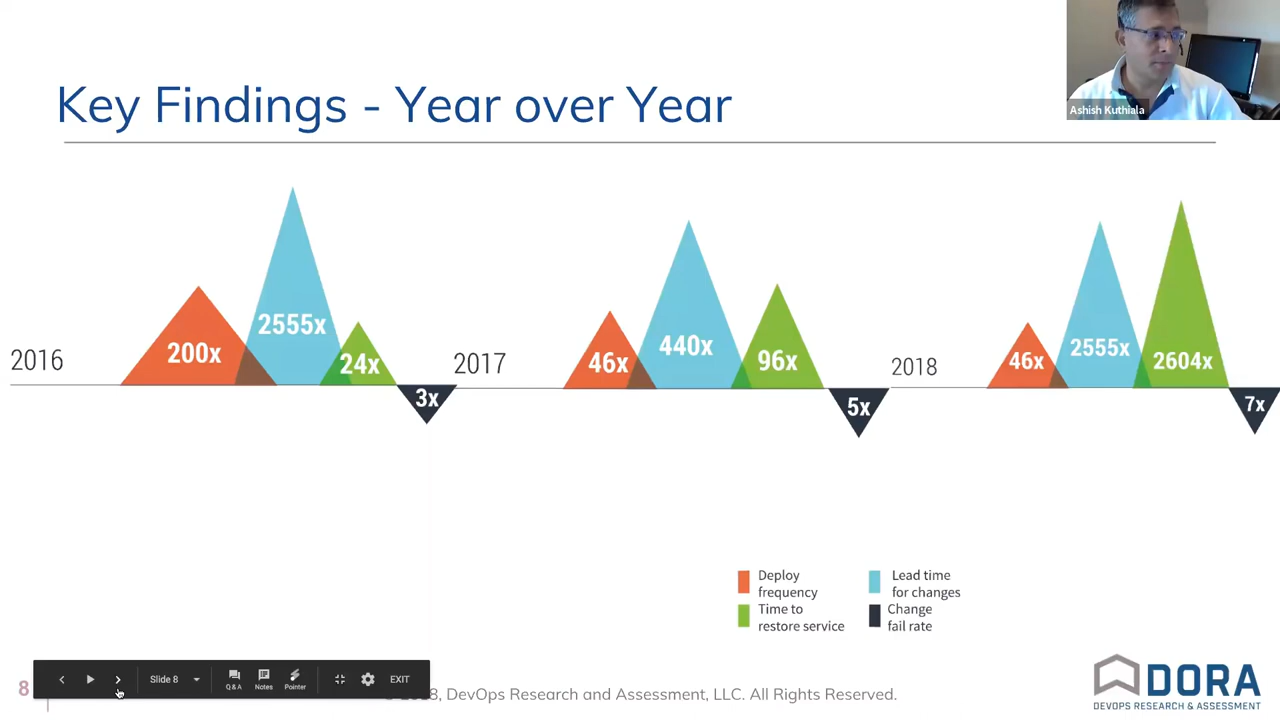 Ashish Kuthiala
Key Findings - Year over Year
2016
200x
2555x
24x
3x
2017
46x
440x
96x
5x
2018
46x
2555x
2604x
7x
Deploy
frequency
Lead time
for changes
Time to
restore service
Change
fail rate
8
Slide 8
Q & A
Notes
Pointer
EXIT
8, DevOps Research and Assessment, LLC. All Rights Reserved.
DORA
DEVOPS RESEARCH & ASSESSMENT